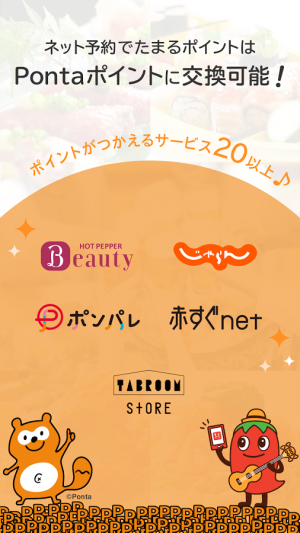 ネット予約でたまるポイントは
Pontaポイントに交換可能！
ポイントがつかえるサービス20以上♪
HOT PEPPER
Beauty
じゃらん
ポンパレ
赤すぐnet
TABROOM
STORE
©Ponta